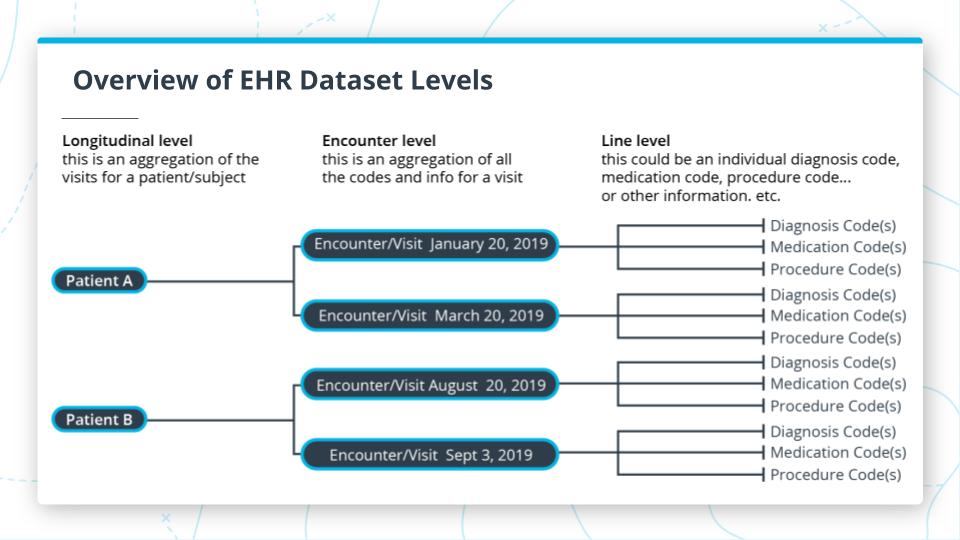 Overview of EHR Dataset Levels
Longitudinal level
this is an aggregation of the
visits for a patient/subject
Encounter level
this is an aggregation of all
the codes and info for a visit
Line level
this could be an individual diagnosis code,
medication code, procedure code...
or other information. etc.
Patient A
Encounter/Visit January 20, 2019
Diagnosis Code(s)
Medication Code(s)
Procedure Code(s)
Encounter/Visit March 20, 2019
Diagnosis Code(s)
Medication Code(s)
Procedure Code(s)
Patient B
Encounter/Visit August 20, 2019
Diagnosis Code(s)
Medication Code(s)
Procedure Code(s)
Encounter/Visit Sept 3, 2019
Diagnosis Code(s)
Medication Code(s)
Procedure Code(s)